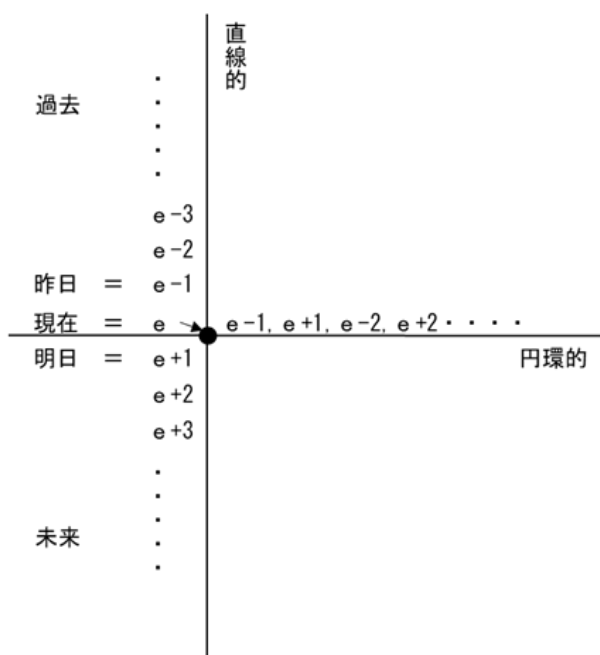 直線的
過去
e-3
e-2
昨日 = e-1
現在 = e
e-1, e+1, e-2, e+2・・・・
明日 = e+1
円環的
e+2
e+3
未来